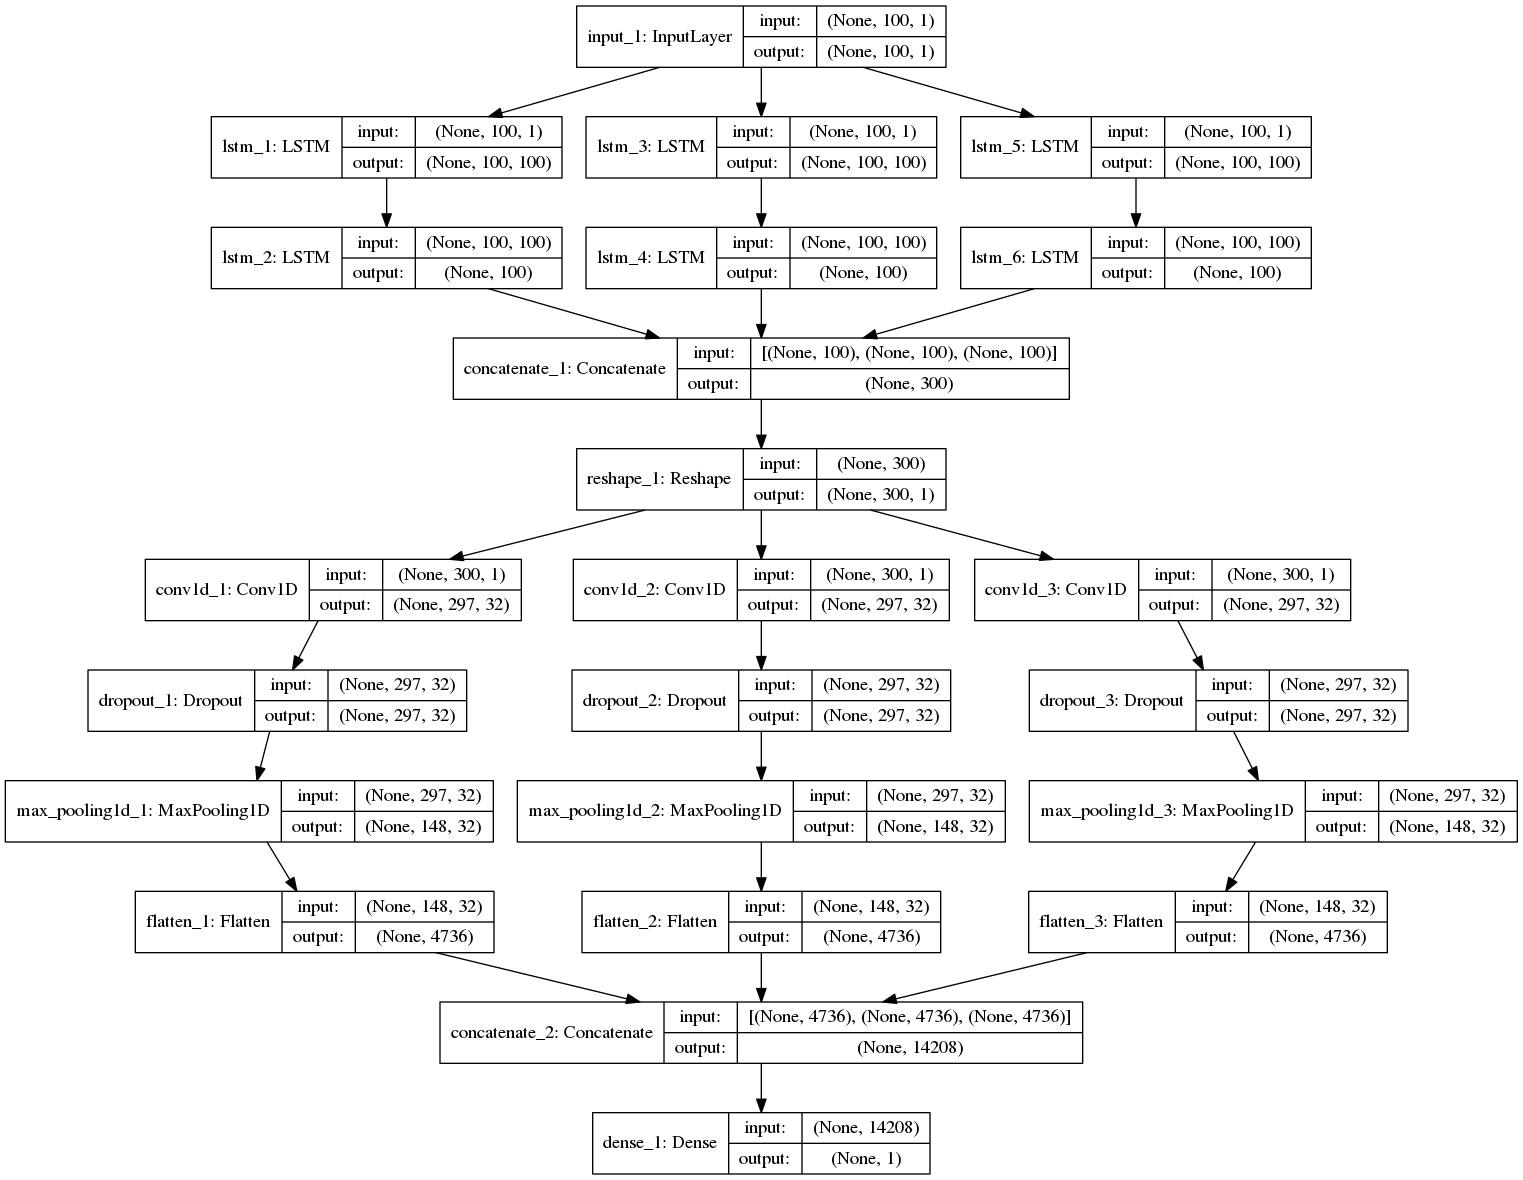 input_1: InputLayer
input: (None, 100, 1)
output: (None, 100, 1)
lstm_1: LSTM
input: (None, 100, 1)
output: (None, 100, 100)
lstm_3: LSTM
input: (None, 100, 1)
output: (None, 100, 100)
lstm_5: LSTM
input: (None, 100, 1)
output: (None, 100, 100)
lstm_2: LSTM
input: (None, 100, 100)
output: (None, 100)
lstm_4: LSTM
input: (None, 100, 100)
output: (None, 100)
lstm_6: LSTM
input: (None, 100, 100)
output: (None, 100)
concatenate_1: Concatenate
input: [(None, 100), (None, 100), (None, 100)]
output: (None, 300)
reshape_1: Reshape
input: (None, 300)
output: (None, 300, 1)
conv1d_1: Conv1D
input: (None, 300, 1)
output: (None, 297, 32)
conv1d_2: Conv1D
input: (None, 300, 1)
output: (None, 297, 32)
conv1d_3: Conv1D
input: (None, 300, 1)
output: (None, 297, 32)
dropout_1: Dropout
input: (None, 297, 32)
output: (None, 297, 32)
dropout_2: Dropout
input: (None, 297, 32)
output: (None, 297, 32)
dropout_3: Dropout
input: (None, 297, 32)
output: (None, 297, 32)
max_pooling1d_1: MaxPooling1D
input: (None, 297, 32)
output: (None, 148, 32)
max_pooling1d_2: MaxPooling1D
input: (None, 297, 32)
output: (None, 148, 32)
max_pooling1d_3: MaxPooling1D
input: (None, 297, 32)
output: (None, 148, 32)
flatten_1: Flatten
input: (None, 148, 32)
output: (None, 4736)
flatten_2: Flatten
input: (None, 148, 32)
output: (None, 4736)
flatten_3: Flatten
input: (None, 148, 32)
output: (None, 4736)
concatenate_2: Concatenate
input: [(None, 4736), (None, 4736), (None, 4736)]
output: (None, 14208)
dense_1: Dense
input: (None, 14208)
output: (None, 1)